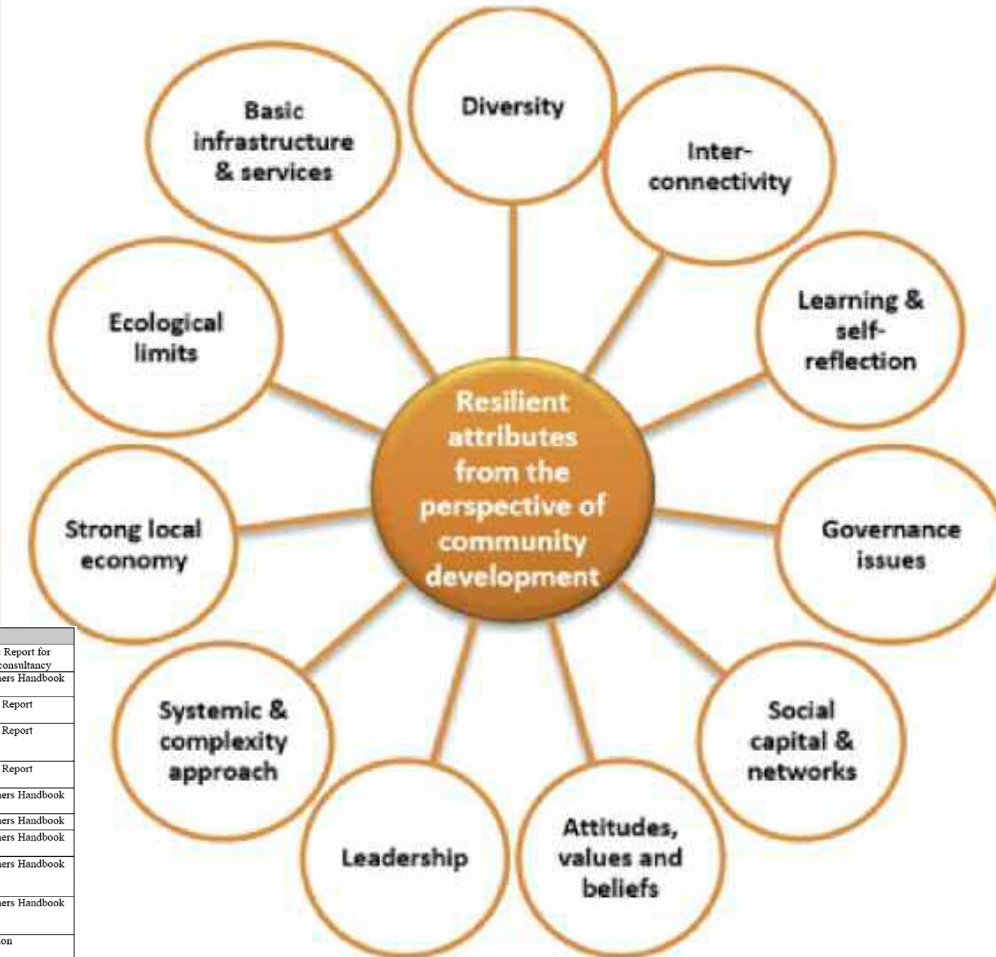 Diversity
Basic
infrastructure
& services
Inter-
connectivity
Ecological
limits
Learning &
self-
reflection
Resilient
attributes
from the
perspective of
community
development
Strong local
economy
Governance
issues
Systemic &
complexity
approach
Social
capital &
networks
Leadership
Attitudes,
values and
beliefs
Report for
consultancy
ners Handbook
Report
Report
Report
ners Handbook
ners Handbook
ners Handbook
ners Handbook
ners Handbook
on